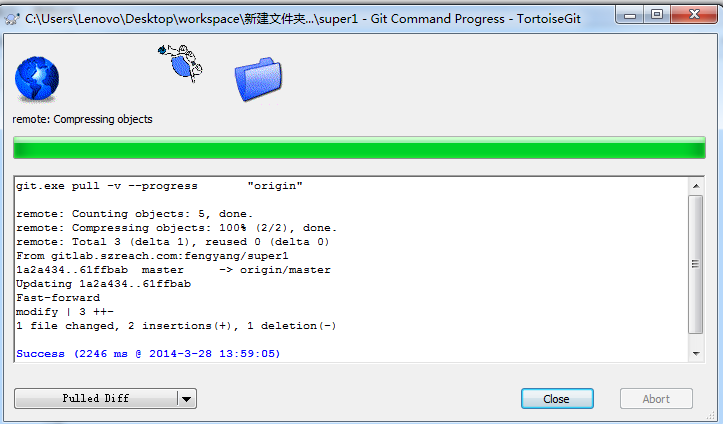 C:\Users\Lenovo\Desktop\workspace\新建文件夹...\super1 - Git Command Progress - TortoiseGit
remote: Compressing objects
git.exe pull -v --progress "origin"
remote: Counting objects: 5, done.
remote: Compressing objects: 100% (2/2), done.
remote: Total 3 (delta 1), reused 0 (delta 0)
From gitlab.szreach.com:fengyang/super1
1a2a434..61ffbab master -> origin/master
Updating 1a2a434..61ffbab
Fast-forward
modify | 3 ++-
1 file changed, 2 insertions(+), 1 deletion(-)
Success (2246 ms @ 2014-3-28 13:59:05)
Pulled Diff
Close
Abort